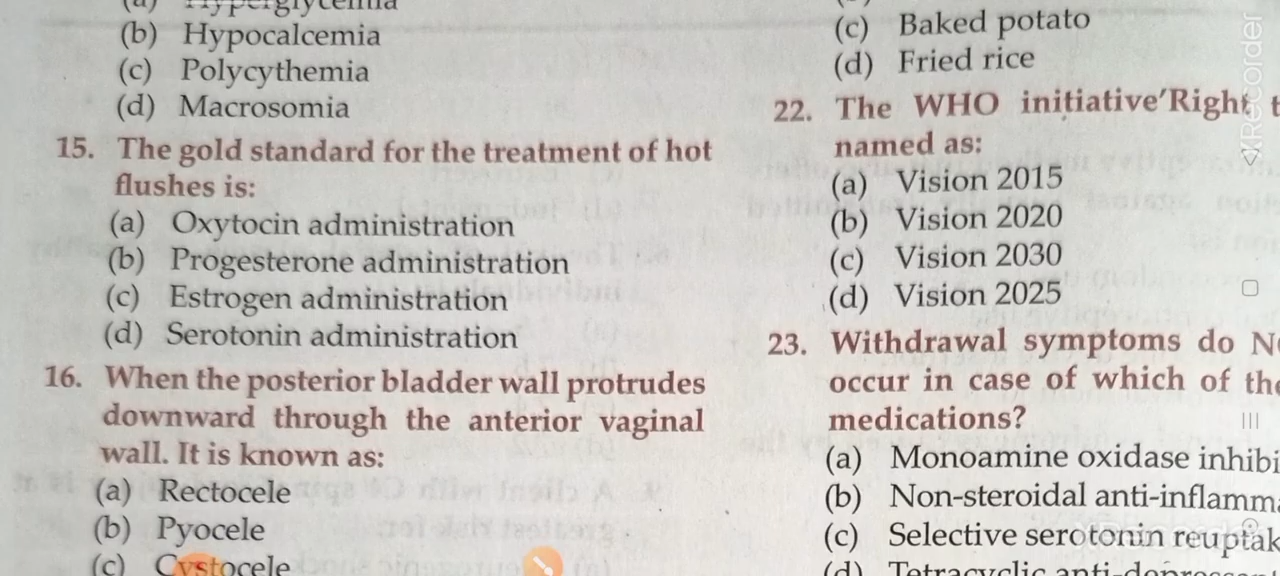 (a) Hyperglycemia
(b) Hypocalcemia
(c) Polycythemia
(d) Macrosomia
15. The gold standard for the treatment of hot
flushes is:
(a) Oxytocin administration
(b) Progesterone administration
(c) Estrogen administration
(d) Serotonin administration
16. When the posterior bladder wall protrudes
downward through the anterior vaginal
wall. It is known as:
(a) Rectocele
(b) Pyocele
(c) Cystocele
(c) Baked potato
(d) Fried rice
22. The WHO initiative'Right
named as:
(a) Vision 2015
(b) Vision 2020
(c) Vision 2030
(d) Vision 2025
23. Withdrawal symptoms do
occur in case of which of the
medications?
(a) Monoamine oxidase
(b) Non-steroidal
(c) Selective serotonin
(d) Tetracyclic
XRecorder